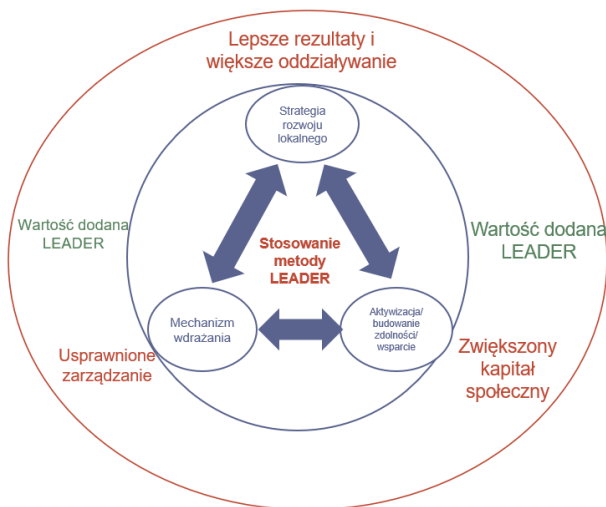 Lepsze rezultaty i
większe oddziaływanie
Strategia
rozwoju
lokalnego
Wartość dodana
LEADER
Wartość dodana
LEADER
Stosowanie
metody
LEADER
Mechanizm
wdrażania
Aktywizacja/
budowanie
zdolności/
wsparcie
Usprawnione
zarządzanie
Zwiększony
kapitał
społeczny